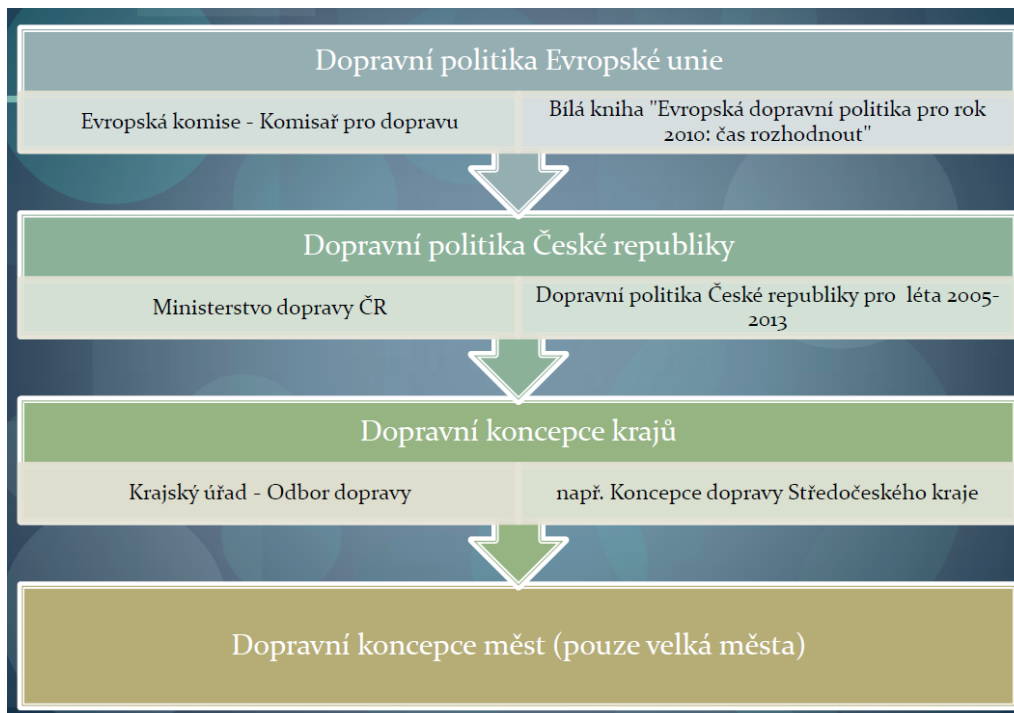 Dopravní politika Evropské unie
Evropská komise - Komisař pro dopravu
Bílá kniha "Evropská dopravní politika pro rok
2010: čas rozhodnout"
Dopravní politika České republiky
Ministerstvo dopravy ČR
Dopravní politika České republiky pro léta 2005-
2013
Dopravní koncepce krajů
Krajský úřad - Odbor dopravy
např. Koncepce dopravy Středočeského kraje
Dopravní koncepce měst (pouze velká města)